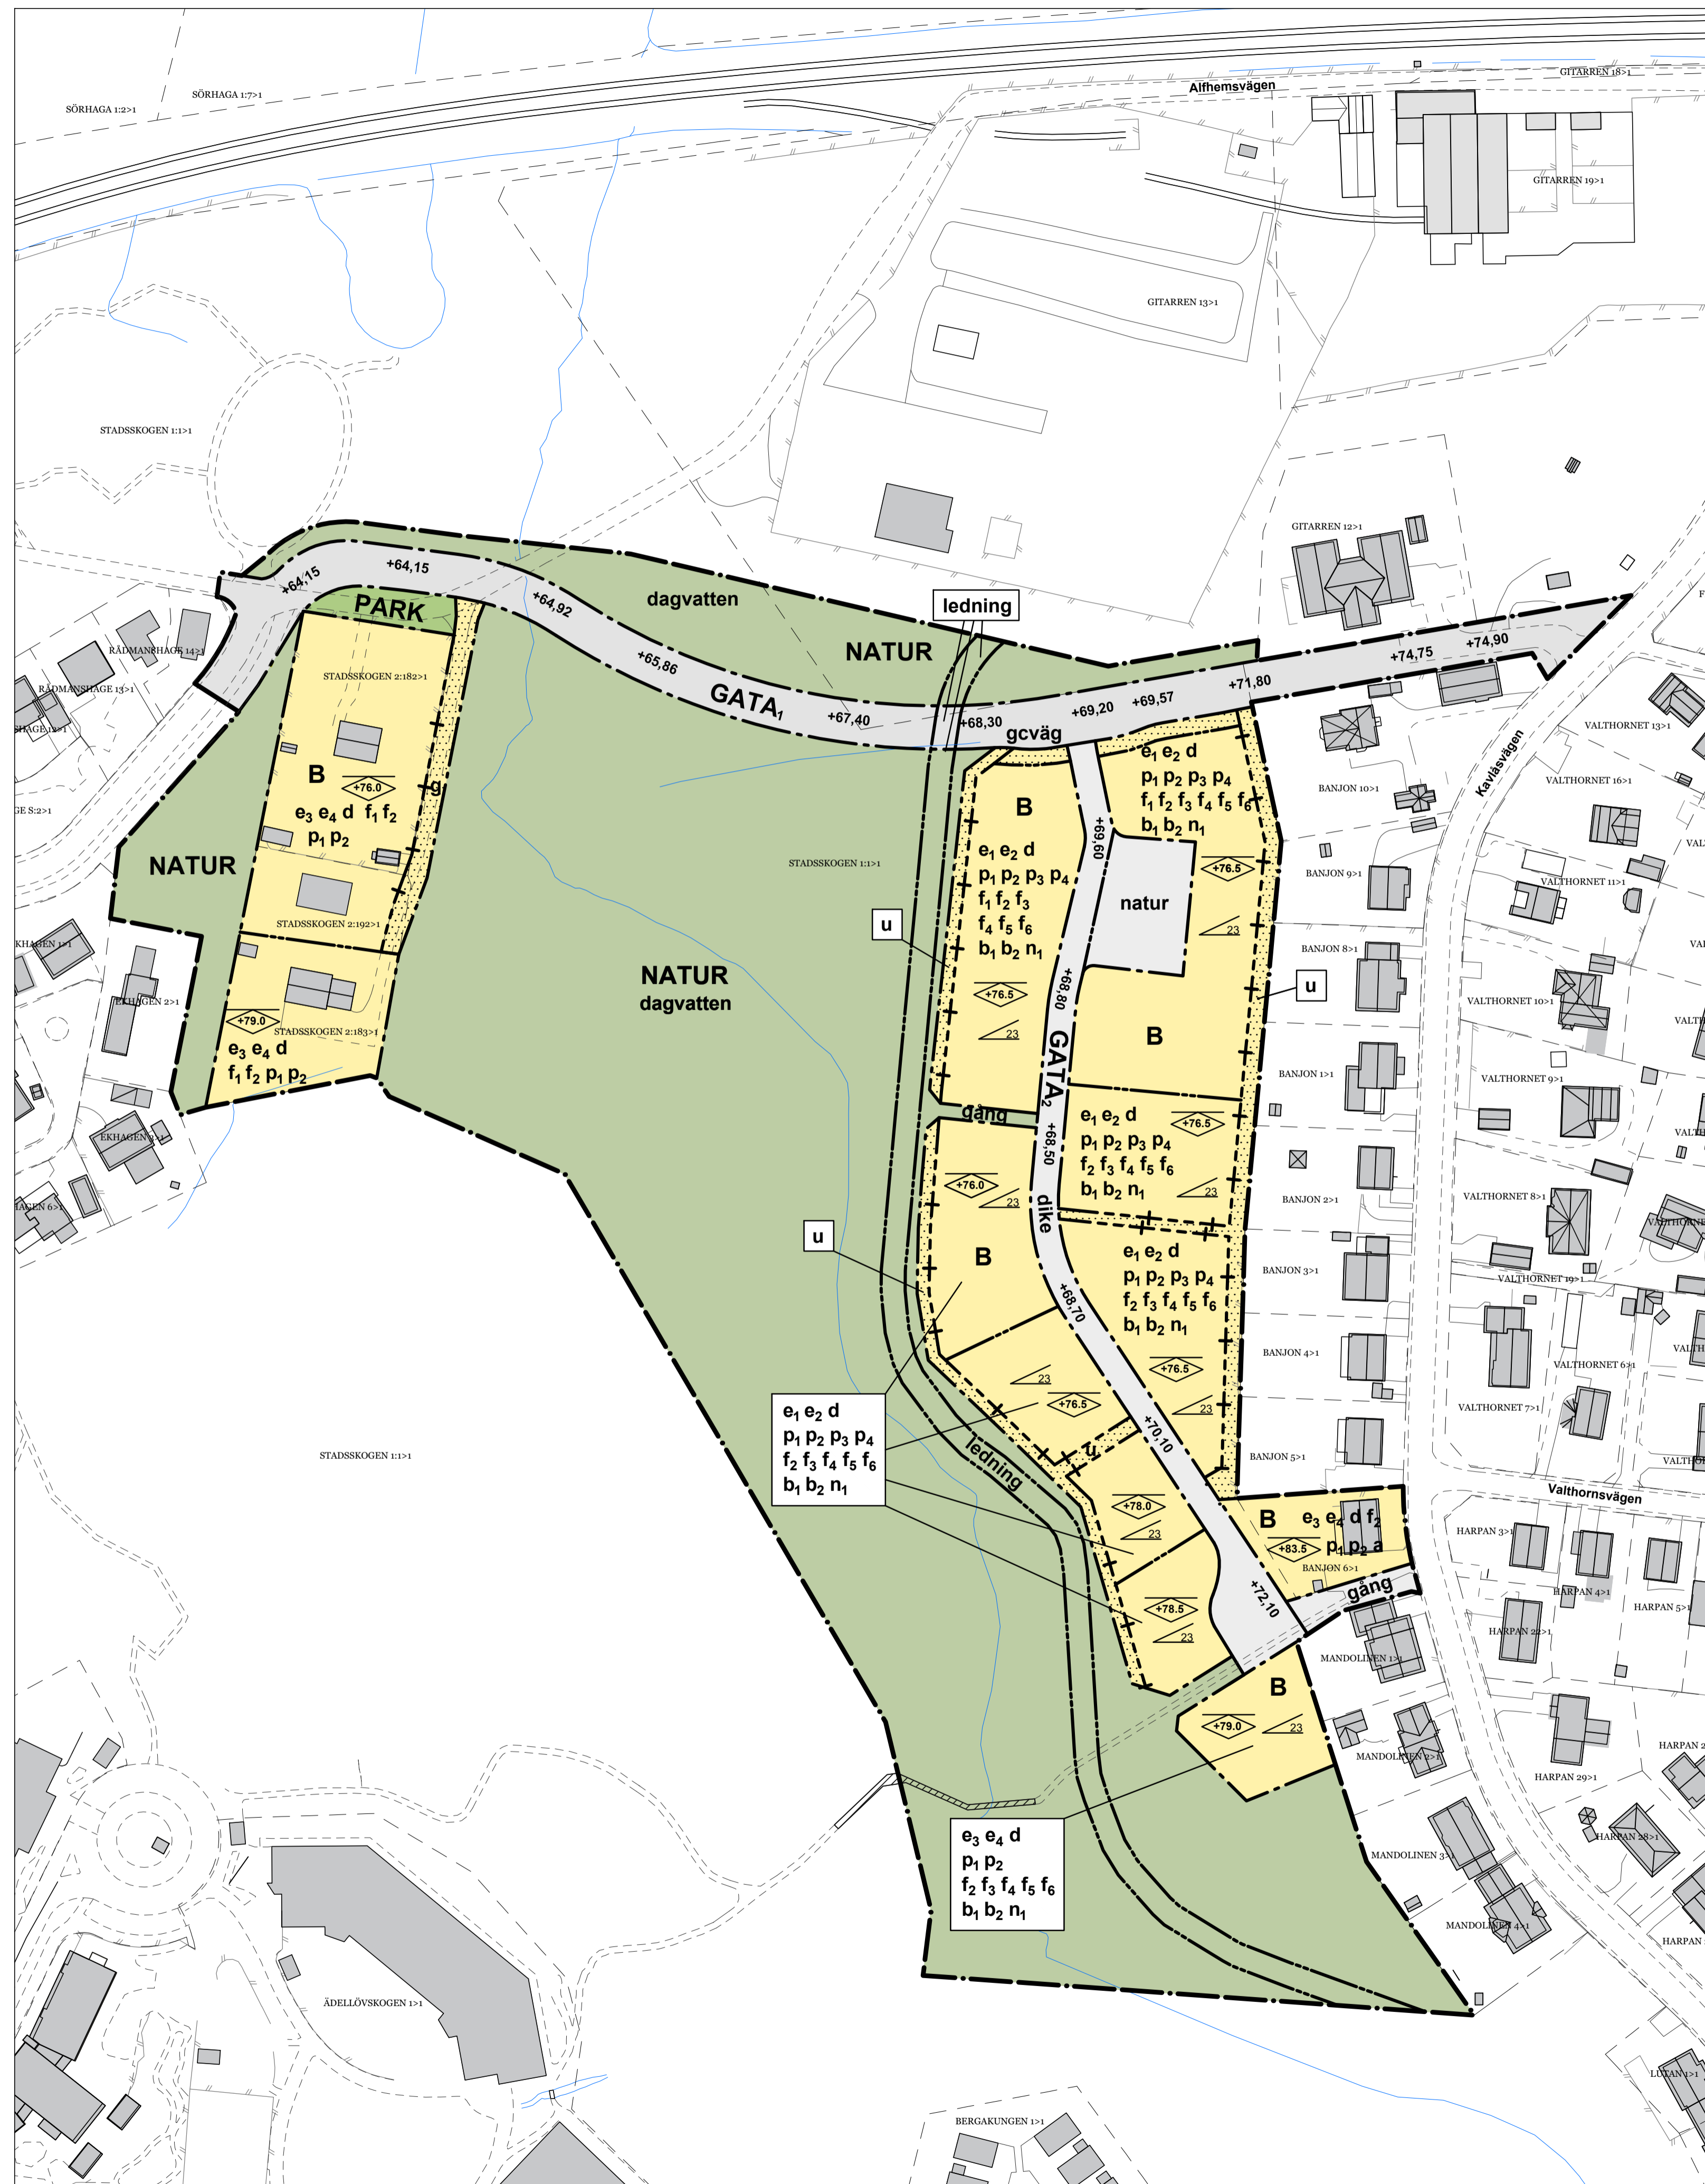 Alfhemsvägen
GITARREN 18>1
SÖRHAGA 1:7>1
SÖRHAGA 1:2>1
GITARREN 19>1
GITARREN 13>1
STADSSKOGEN 1:1>1
GITARREN 12>1
+64,15
+64,15
+64,92
dagvatten
ledning
PARK
NATUR
+65,86
GATA₁
+67,40
+68,30
gcväg
+69,20
+69,57
+71,80
+74,75
+74,90
RÅDMANSHAGE 14>1
RÅDMANSHAGE 13>1
STADSSKOGEN 2:182>1
VALTHORNET 13>1
Kavlåsvägen
VALTHORNET 16>1
BANJON 10>1
B
+76.0
g
e₃ e₄ d f₁ f₂
p₁ p₂
GE S:2>1
NATUR
STADSSKOGEN 2:192>1
STADSSKOGEN 1:1>1
B
e₁ e₂ d
p₁ p₂ p₃ p₄
f₁ f₂ f₃
f₄ f₅ f₆
b₁ b₂ n₁
+76.5
23
e₁ e₂ d
p₁ p₂ p₃ p₄
f₁ f₂ f₃ f₄ f₅ f₆
b₁ b₂ n₁
+76.5
23
+69,60
natur
u
u
BANJON 9>1
VALTHORNET 11>1
BANJON 8>1
VALTHORNET 10>1
EKHAGEN 2>1
+79.0
STADSSKOGEN 2:183>1
e₃ e₄ d
f₁ f₂ p₁ p₂
NATUR
dagvatten
+68,80
GATA₂
B
BANJON 1>1
VALTHORNET 9>1
EKHAGEN 3>1
gång
+68,50
e₁ e₂ d
p₁ p₂ p₃ p₄
f₂ f₃ f₄ f₅ f₆
b₁ b₂ n₁
+76.5
23
BANJON 2>1
VALTHORNET 8>1
+76.0
23
dike
u
B
e₁ e₂ d
p₁ p₂ p₃ p₄
f₂ f₃ f₄ f₅ f₆
b₁ b₂ n₁
BANJON 3>1
VALTHORNET 19>1
+68,70
+76.5
23
BANJON 4>1
VALTHORNET 6>1
23
+76.5
VALTHORNET 7>1
e₁ e₂ d
p₁ p₂ p₃ p₄
f₂ f₃ f₄ f₅ f₆
b₁ b₂ n₁
+70,10
u
ledning
STADSSKOGEN 1:1>1
BANJON 5>1
Valthornsvägen
+78.0
23
B
e₃ e₄ d f₂
+83.5
p₁ p₂ a
BANJON 6>1
gång
HARPAN 3>1
HARPAN 4>1
HARPAN 5>1
+72,10
+78.5
23
HARPAN 22>1
MANDOLINEN 1>1
B
+79.0
23
MANDOLINEN 2>1
HARPAN 29>1
e₃ e₄ d
p₁ p₂
f₂ f₃ f₄ f₅ f₆
b₁ b₂ n₁
HARPAN 28>1
MANDOLINEN 3>1
MANDOLINEN 4>1
ÄDELLÖVSKOGEN 1>1
LUTAN 1>1
BERGAKUNGEN 1>1